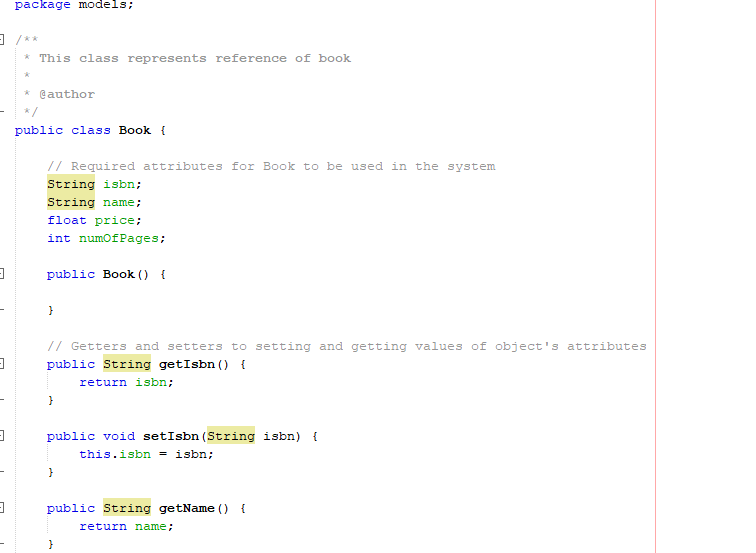 package models;
/**
* This class represents reference of book
*
* @author
*/
public class Book {
// Required attributes for Book to be used in the system
String isbn;
String name;
float price;
int numOfPages;
public Book() {
}
// Getters and setters to setting and getting values of object's attributes
public String getIsbn() {
return isbn;
}
public void setIsbn(String isbn) {
this.isbn = isbn;
}
public String getName() {
return name;
}